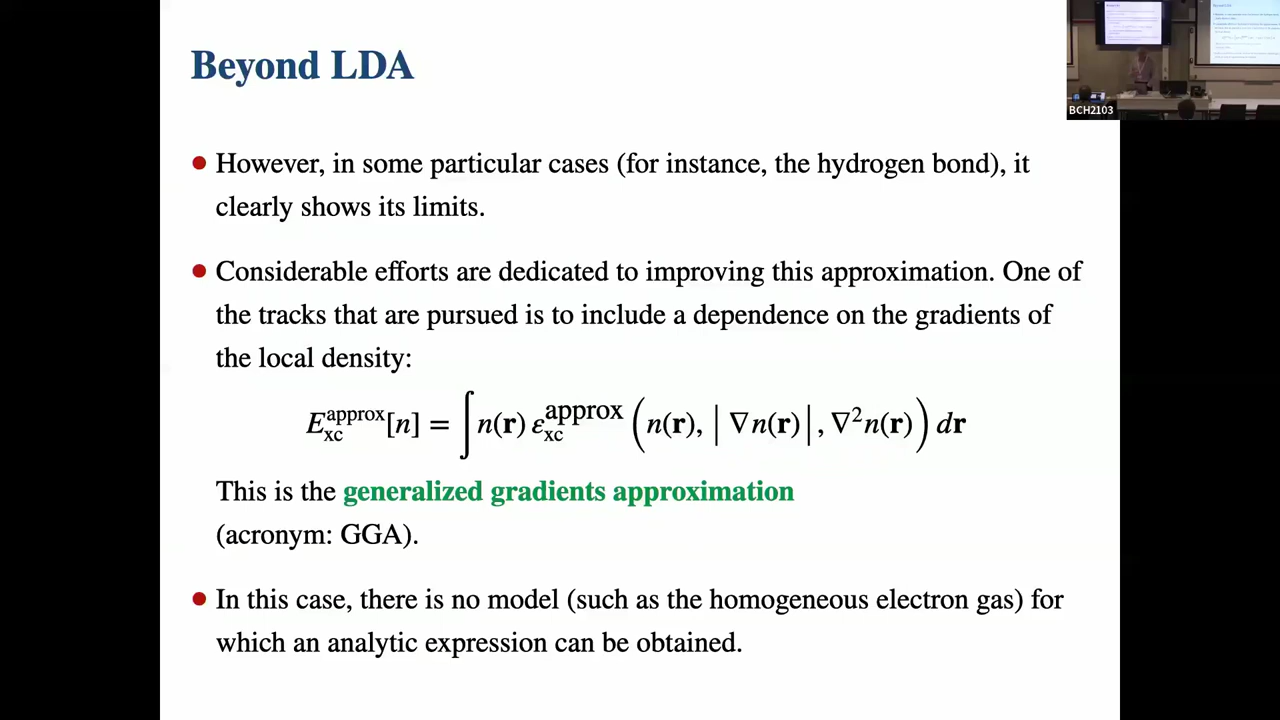 Beyond LDA
BCH2103
• However, in some particular cases (for instance, the hydrogen bond), it
clearly shows its limits.
• Considerable efforts are dedicated to improving this approximation. One of
the tracks that are pursued is to include a dependence on the gradients of
the local density:
E_xc^approx[n] = ∫ n(r) ε_xc^approx (n(r), |∇n(r)|, ∇²n(r)) dr
This is the generalized gradients approximation
(acronym: GGA).
• In this case, there is no model (such as the homogeneous electron gas) for
which an analytic expression can be obtained.